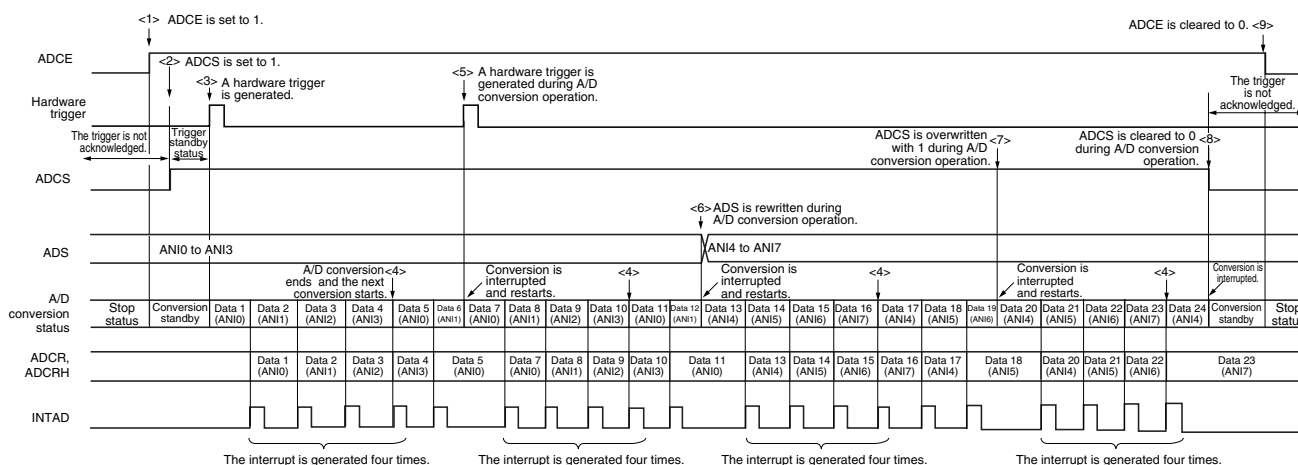 <1> ADCE is set to 1.
ADCE is cleared to 0. <9>
ADCE
<2> ADCS is set to 1.
<3> A hardware trigger
is generated.
<5> A hardware trigger is
generated during A/D
conversion operation.
The trigger
is not
acknowledged.
Hardware
trigger
The trigger is not
acknowledged.
Trigger
standby
status
ADCS is overwritten
with 1 during A/D
conversion operation.
<7>
ADCS is cleared to 0
during A/D conversion
operation.
<8>
ADCS
<6> ADS is rewritten during
A/D conversion operation.
ADS
ANI0 to ANI3
ANI4 to ANI7
A/D conversion
ends and the next
conversion starts.
<4>
Conversion is
interrupted
and restarts.
<4>
Conversion is
interrupted
and restarts.
<4>
Conversion is
interrupted
and restarts.
<4>
Conversion is
interrupted.
A/D
conversion
status
Stop
status
Conversion
standby
Data 1
(ANI0)
Data 2
(ANI1)
Data 3
(ANI2)
Data 4
(ANI3)
Data 5
(ANI0)
Data 6
(ANI1)
Data 7
(ANI0)
Data 8
(ANI1)
Data 9
(ANI2)
Data 10
(ANI3)
Data 11
(ANI0)
Data 12
(ANI1)
Data 13
(ANI4)
Data 14
(ANI5)
Data 15
(ANI6)
Data 16
(ANI7)
Data 17
(ANI4)
Data 18
(ANI5)
Data 19
(ANI6)
Data 20
(ANI4)
Data 21
(ANI5)
Data 22
(ANI6)
Data 23
(ANI7)
Data 24
(ANI4)
Conversion
standby
Stop
status
ADCR,
ADCRH
Data 1
(ANI0)
Data 2
(ANI1)
Data 3
(ANI2)
Data 4
(ANI3)
Data 5
(ANI0)
Data 7
(ANI0)
Data 8
(ANI1)
Data 9
(ANI2)
Data 10
(ANI3)
Data 11
(ANI0)
Data 13
(ANI4)
Data 14
(ANI5)
Data 15
(ANI6)
Data 16
(ANI7)
Data 17
(ANI4)
Data 18
(ANI5)
Data 20
(ANI4)
Data 21
(ANI5)
Data 22
(ANI6)
Data 23
(ANI7)
INTAD
The interrupt is generated four times.
The interrupt is generated four times.
The interrupt is generated four times.
The interrupt is generated four times.